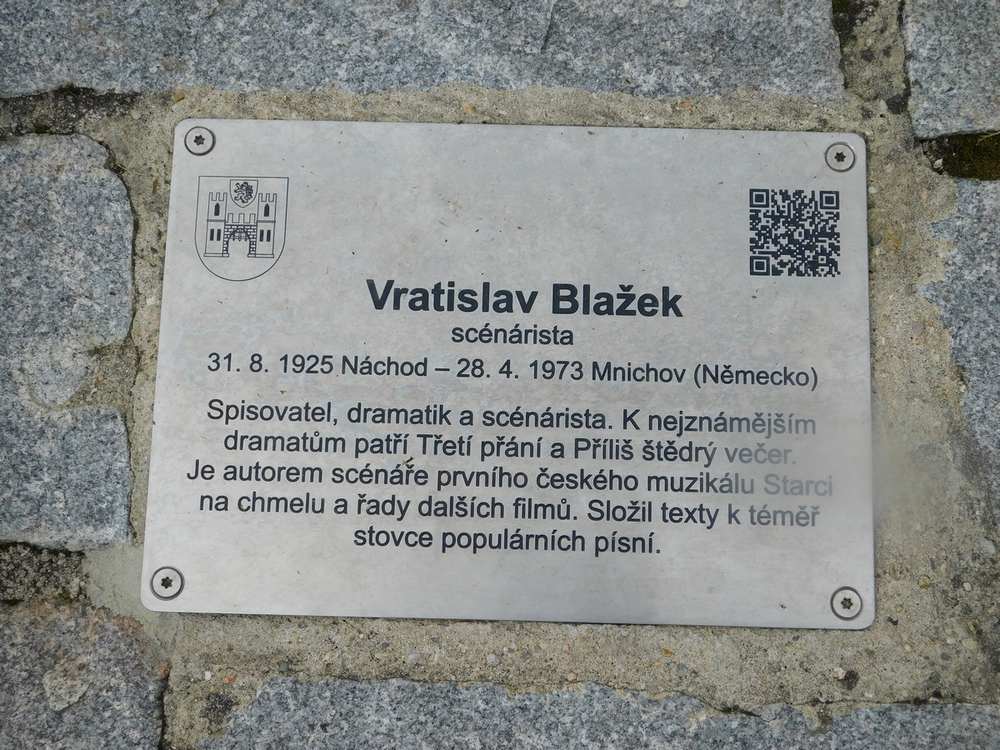 Vratislav Blažek
scénárista
31. 8. 1925 Náchod – 28. 4. 1973 Mnichov (Německo)
Spisovatel, dramatik a scénárista. K nejznámějším
dramatům patří Třetí přání a Příliš štědrý večer.
Je autorem scénáře prvního českého muzikálu Starci
na chmelu a řady dalších filmů. Složil texty k téměř
stovce populárních písní.